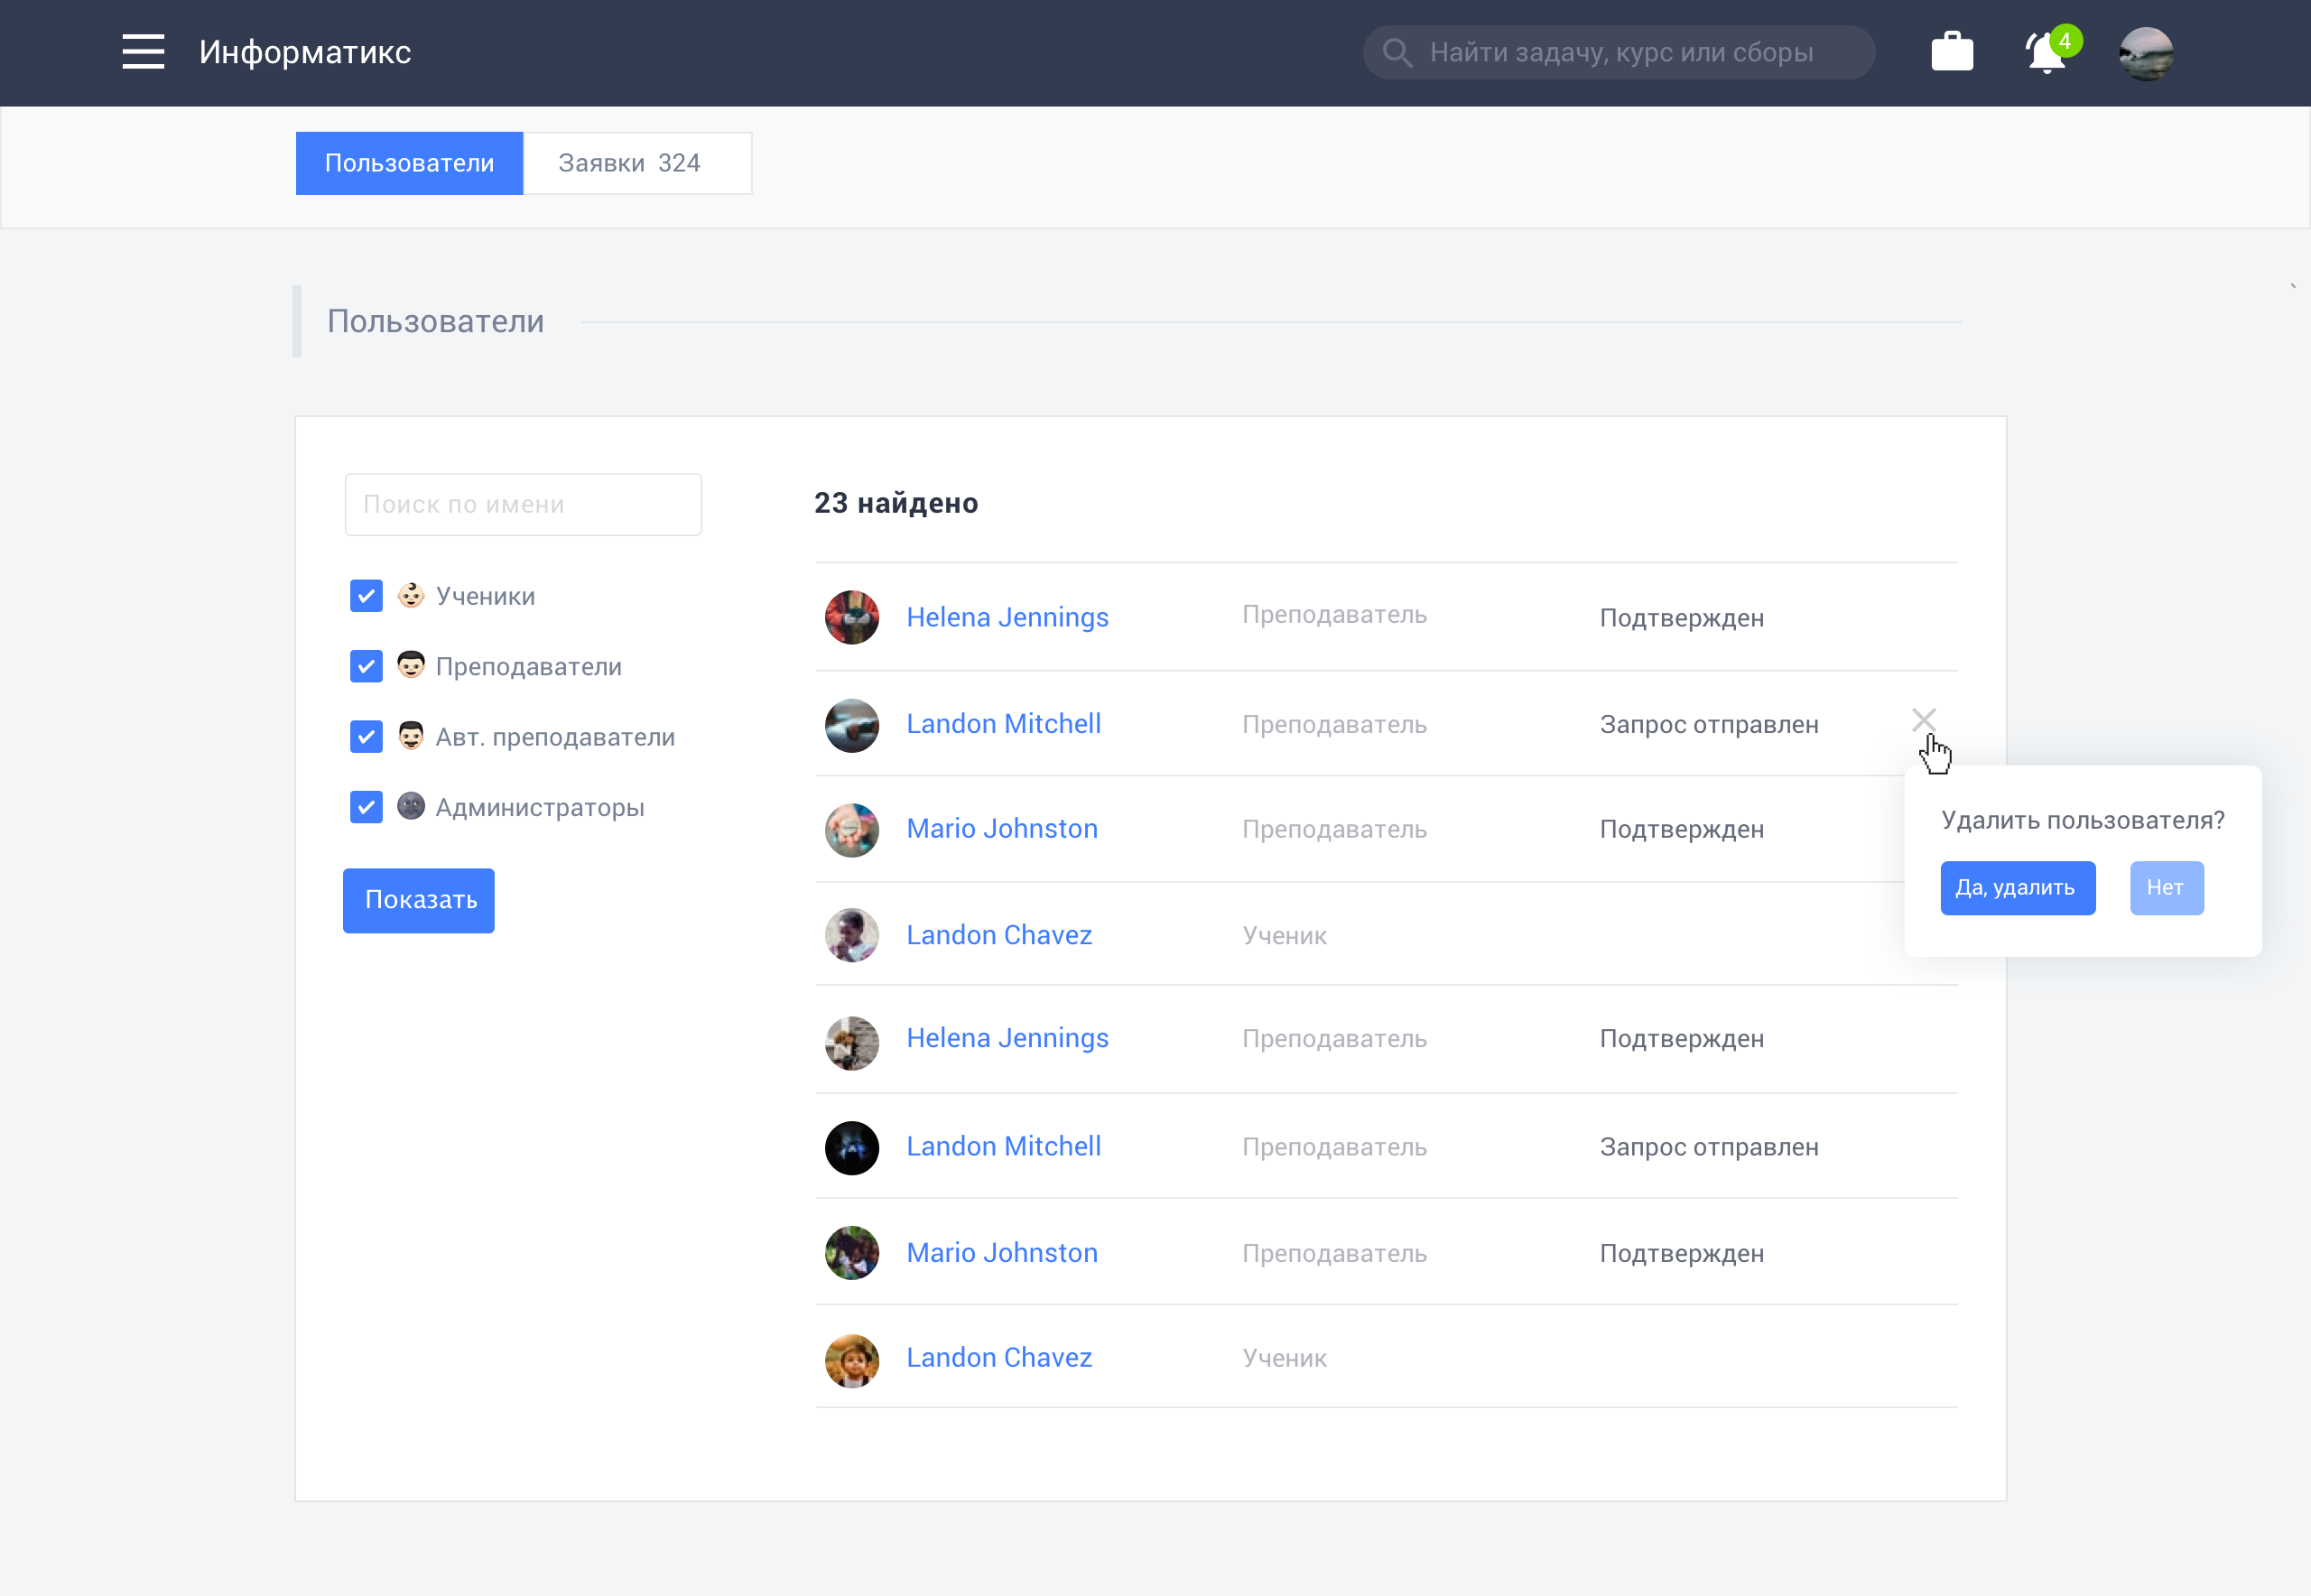 Информатикс
Найти задачу, курс или сборы
4
Пользователи
Заявки 324
Пользователи
Поиск по имени
Ученики
Преподаватели
Авт. преподаватели
Администраторы
Показать
23 найдено
Helena Jennings Преподаватель Подтвержден
Landon Mitchell Преподаватель Запрос отправлен
Mario Johnston Преподаватель Подтвержден
Landon Chavez Ученик
Helena Jennings Преподаватель Подтвержден
Landon Mitchell Преподаватель Запрос отправлен
Mario Johnston Преподаватель Подтвержден
Landon Chavez Ученик
Удалить пользователя?
Да, удалить
Нет